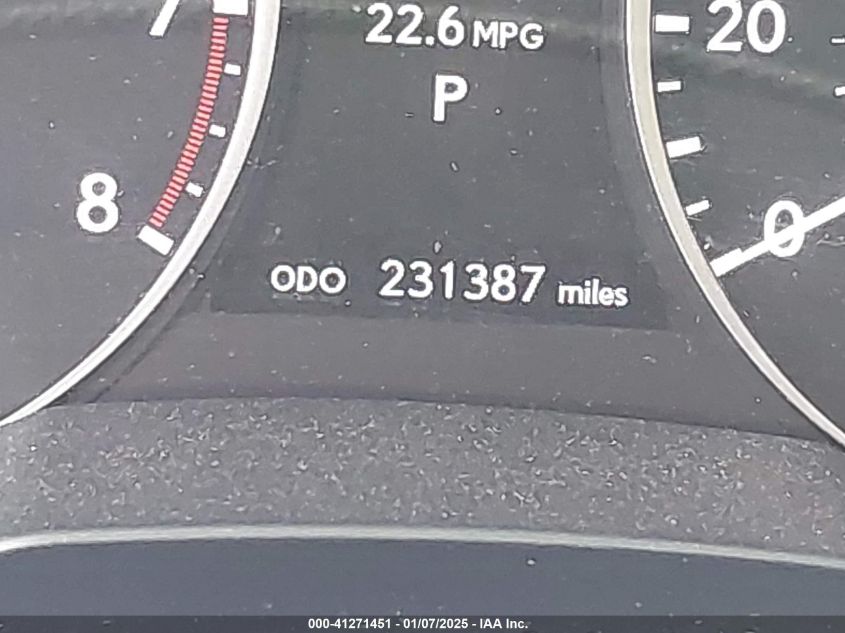 7
22.6 MPG
20
P
8
0
ODO 231387 miles
000-41271451 - 01/07/2025 - IAA Inc.